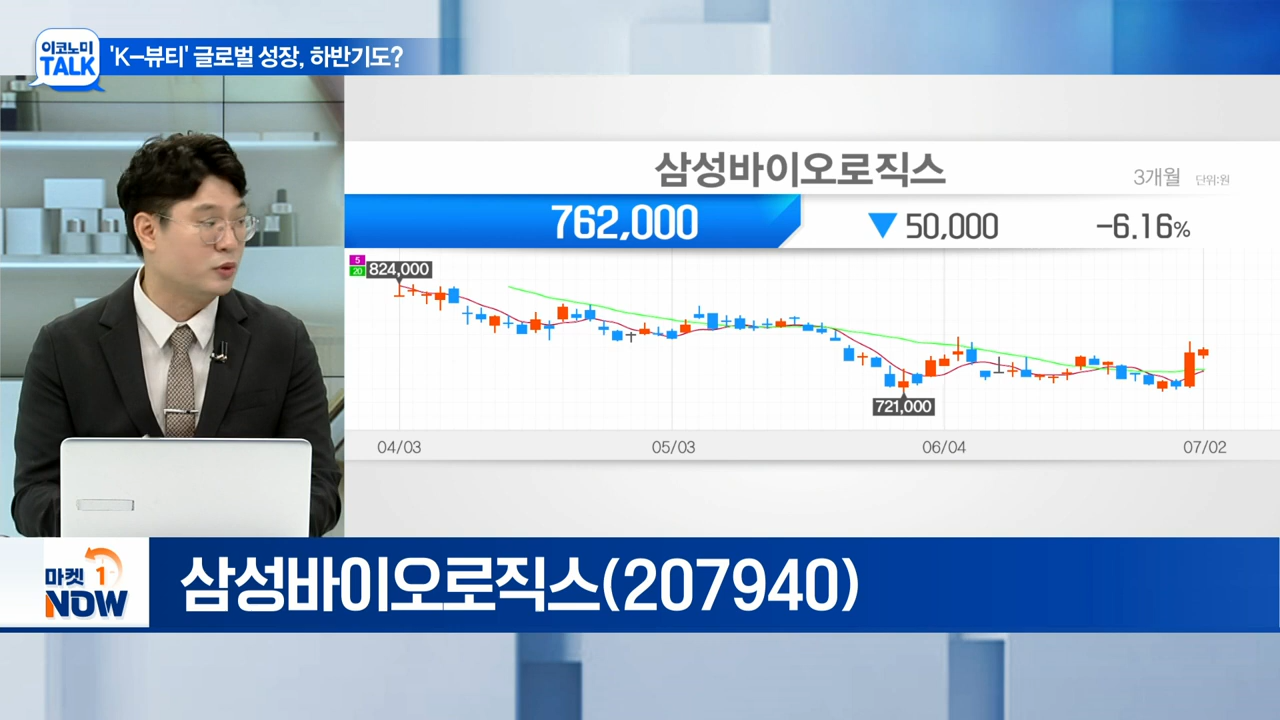 이코노미
TALK
'K-뷰티' 글로벌 성장, 하반기도?
삼성바이오로직스
3개월 단위:원
762,000 ▼ 50,000 -6.16%
5
20
824,000
721,000
04/03 05/03 06/04 07/02
마켓 1
NOW
삼성바이오로직스(207940)